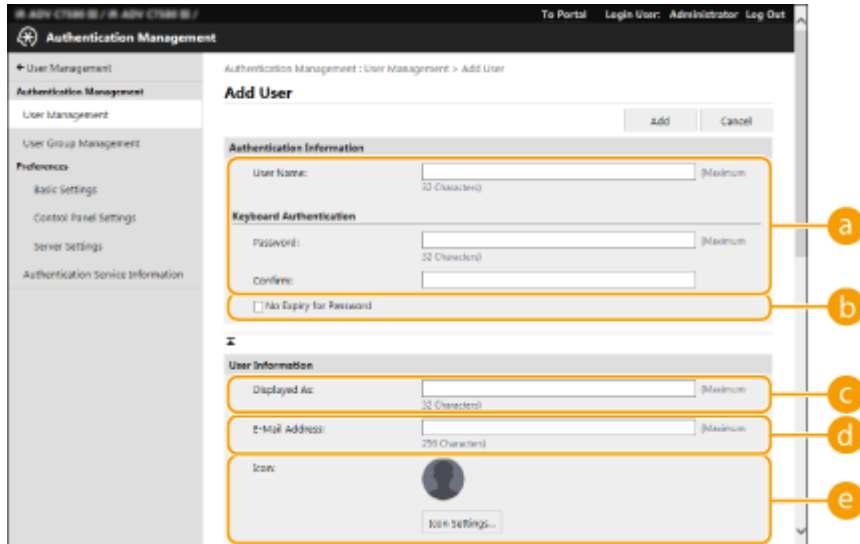 To Portal Login User: Administrator Log Out
Authentication Management
User Management
Authentication Management : User Management > Add User
Authentication Management
Add User
User Management
Add Cancel
User Group Management
Authentication Information
Preferences
User Name: (Maximum
32 Characters)
Basic Settings
Control Panel Settings
Keyboard Authentication
Server Settings
Password: (Maximum
32 Characters)
Authentication Service Information
Confirm:
a
No Expiry for Password
b
User Information
Displayed As: (Maximum
32 Characters)
c
E-Mail Address: (Maximum
256 Characters)
d
Icon:
e
Icon Settings...